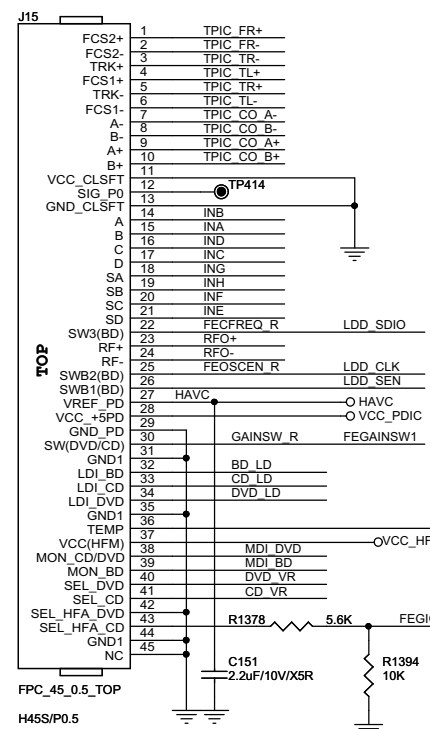 J15
FCS2+ 1 TPIC_FR+
FCS2- 2 TPIC_FR-
TRK+ 3 TPIC_TR-
FCS1+ 4 TPIC_TL+
TRK- 5 TPIC_TR+
FCS1- 6 TPIC_TL-
A- 7 TPIC_CO_A-
B- 8 TPIC_CO_B-
A+ 9 TPIC_CO_A+
B+ 10 TPIC_CO_B+
VCC_CLSFT 11
SIG_P0 12 TP414
GND_CLSFT 13
A 14 INB
B 15 INA
C 16 IND
D 17 INC
SA 18 ING
SB 19 INH
SC 20 INF
SD 21 INE
SW3(BD) 22 FECFREQ_R LDD_SDIO
RF+ 23 RFO+
RF- 24 RFO-
SWB2(BD) 25 FEOSCEN_R LDD_CLK
SWB1(BD) 26 LDD_SEN
VREF_PD 27 HAVC HAVC
VCC_+5PD 28 VCC_PDIC
GND_PD 29
SW(DVD/CD) 30 GAINSW_R FEGAINSW1
GND1 31
LDI_BD 32 BD_LD
LDI_CD 33 CD_LD
LDI_DVD 34 DVD_LD
GND1 35
TEMP 36
VCC(HFM) 37 VCC_HF
MON_CD/DVD 38 MDI_DVD
MON_BD 39 MDI_BD
SEL_DVD 40 DVD_VR
SEL_CD 41 CD_VR
SEL_HFA_DVD 42
SEL_HFA_CD 43 R1378 5.6K FEGI
GND1 44
NC 45
TOP
C151
2.2uF/10V/X5R
R1394
10K
FPC_45_0.5_TOP
H45S/P0.5